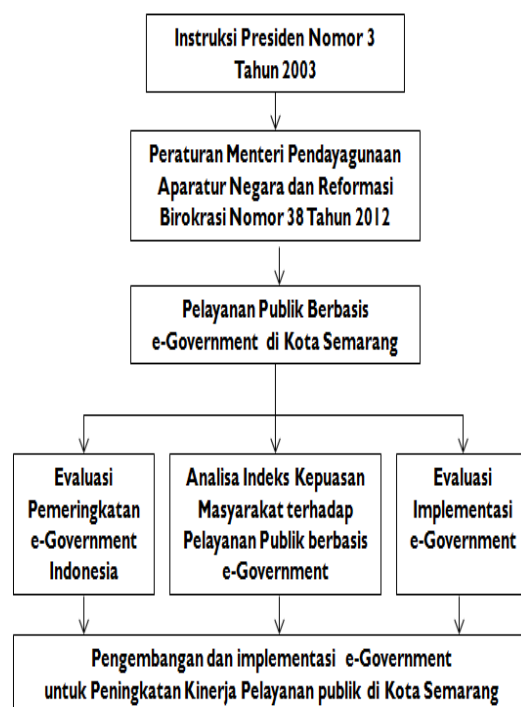 Instruksi Presiden Nomor 3
Tahun 2003
Peraturan Menteri Pendayagunaan
Aparatur Negara dan Reformasi
Birokrasi Nomor 38 Tahun 2012
Pelayanan Publik Berbasis
e-Government di Kota Semarang
Evaluasi
Pemeringkatan
e-Government
Indonesia
Analisa Indeks Kepuasan
Masyarakat terhadap
Pelayanan Publik berbasis
e-Government
Evaluasi
Implementasi
e-Government
Pengembangan dan implementasi e-Government
untuk Peningkatan Kinerja Pelayanan publik di Kota Semarang